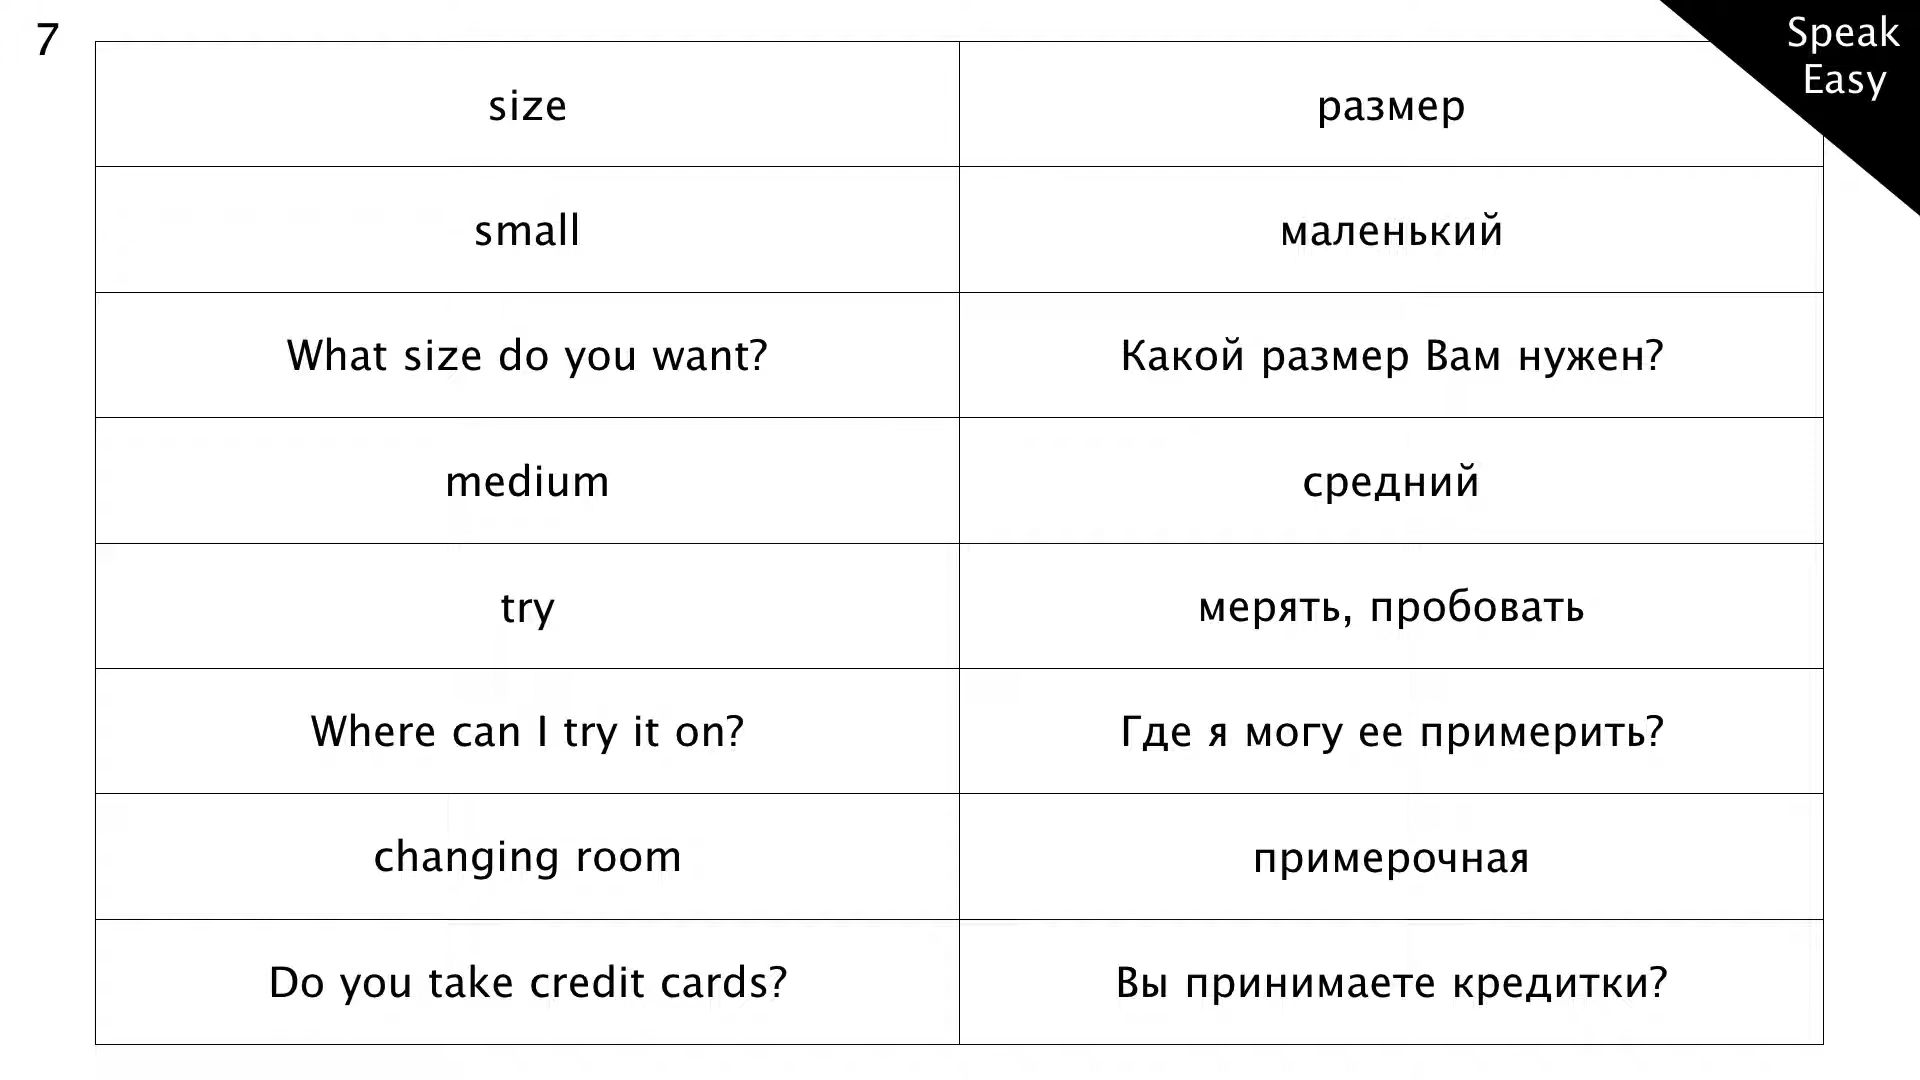 7
Speak
Easy
size
размер
small
маленький
What size do you want?
Какой размер Вам нужен?
medium
средний
try
мерять, пробовать
Where can I try it on?
Где я могу ее примерить?
changing room
примерочная
Do you take credit cards?
Вы принимаете кредитки?